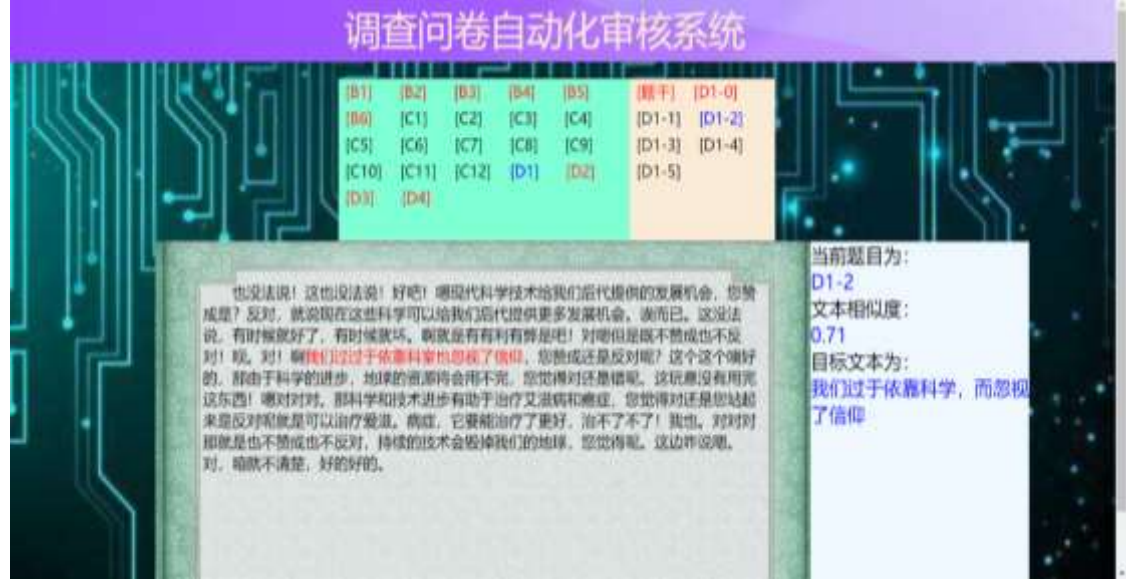 调查问卷自动化审核系统
[B1] [B2] [B3] [B4] [B5] [题干] [D1-0]
[B6] [C1] [C2] [C3] [C4] [D1-1] [D1-2]
[C5] [C6] [C7] [C8] [C9] [D1-3] [D1-4]
[C10] [C11] [C12] [D1] [D2] [D1-5]
[D3] [D4]
也没法说！这也没法说！好吧！嗯现代科学技术给我们后代提供的发展机会，您赞
成是？反对，就说现在这些科学可以给我们后代提供更多发展机会。诶而已。这没法
说，有时候就好了，有时候就坏。啊就是有有利有弊是吧！对嗯但是既不赞成也不反
对！呗。对！啊我们过过于依靠科室也忽视了信仰，您赞成还是反对呢？这个这个嘛好
的，那由于科学的进步，地球的资源将会用不完，您觉得对还是错呢。这玩意没有用完
这东西！嗯对对对。那科学和技术进步有助于治疗艾滋病和癌症，您觉得对还是您站起
来是反对呢就是可以治疗爱滋。病症，它要能治疗了更好，治不了不了！我也。对对对
那就是也不赞成也不反对，持续的技术会毁掉我们的地球，您觉得呢。这边咋说嗯。
对，暗就不清楚，好的好的。
当前题目为：
D1-2
文本相似度：
0.71
目标文本为：
我们过于依靠科学，而忽视
了信仰